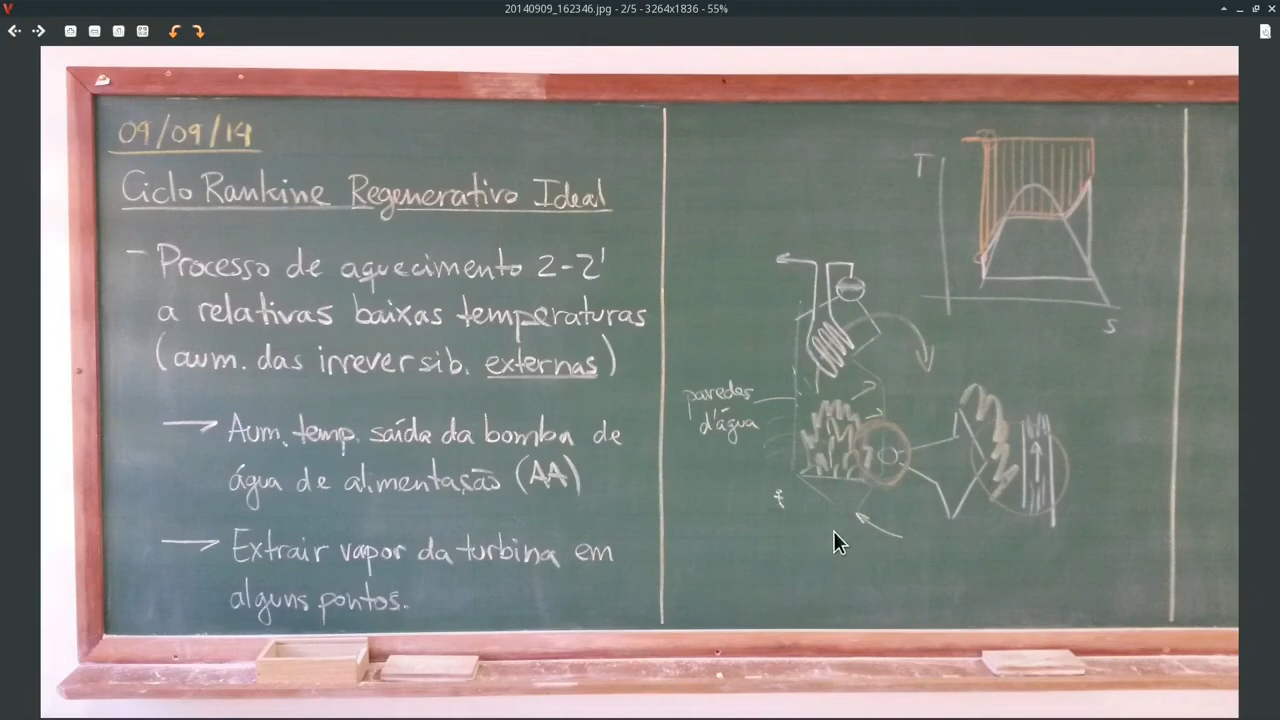 20140909_162346.jpg - 2/5 - 3264x1836 - 55%
09/09/14
Ciclo Rankine Regenerativo Ideal
- Processo de aquecimento 2-2'
a relativas baixas temperaturas
(aum. das irreversib. externas)
→ Aum. temp. saída da bomba de
água de alimentação (AA)
→ Extrair vapor da turbina em
alguns pontos.
T
s
paredes
d'água